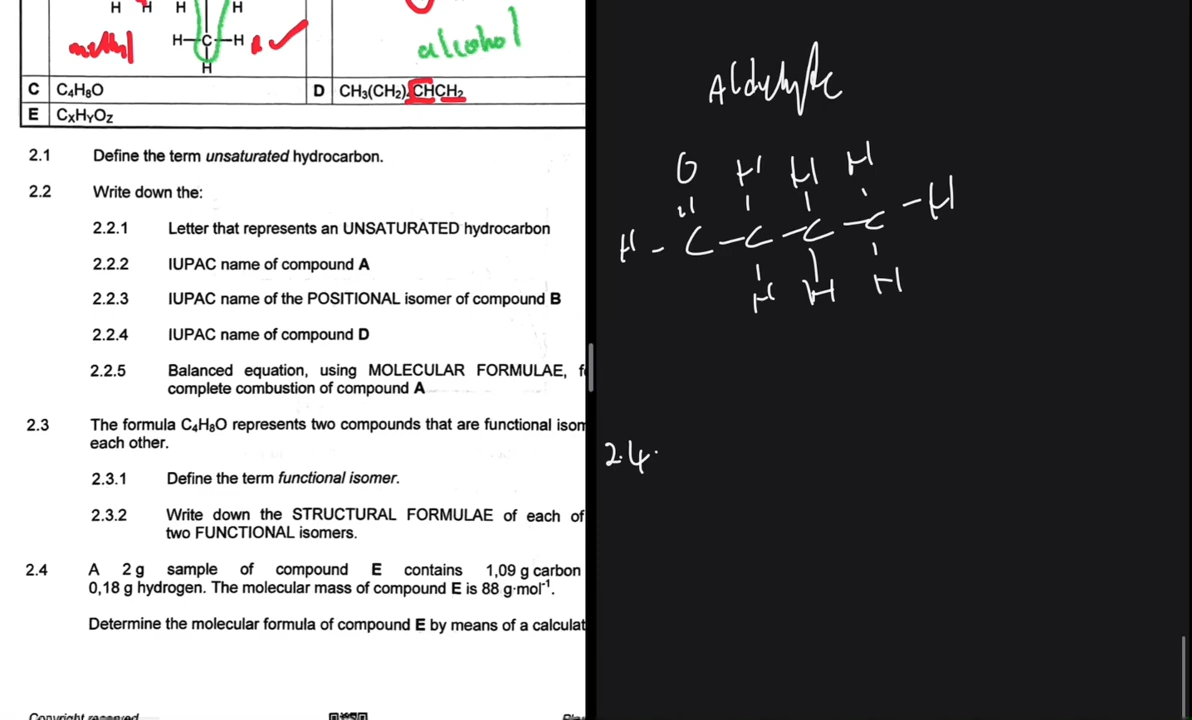 H H H H
methyl H-C-H
alcohol
H
C C₄H₈O D CH₃(CH₂) CHCH₂
E CxHyOz
2.1 Define the term unsaturated hydrocarbon.
2.2 Write down the:
2.2.1 Letter that represents an UNSATURATED hydrocarbon
2.2.2 IUPAC name of compound A
2.2.3 IUPAC name of the POSITIONAL isomer of compound B
2.2.4 IUPAC name of compound D
2.2.5 Balanced equation, using MOLECULAR FORMULAE, f
complete combustion of compound A
2.3 The formula C₄H₈O represents two compounds that are functional isom
each other.
2.3.1 Define the term functional isomer.
2.3.2 Write down the STRUCTURAL FORMULAE of each of
two FUNCTIONAL isomers.
2.4 A 2 g sample of compound E contains 1,09 g carbon
0,18 g hydrogen. The molecular mass of compound E is 88 g·mol⁻¹.
Determine the molecular formula of compound E by means of a calculat
Copyright reserved
O H H H
H-C-C-C-C-H
H H H
2.4.